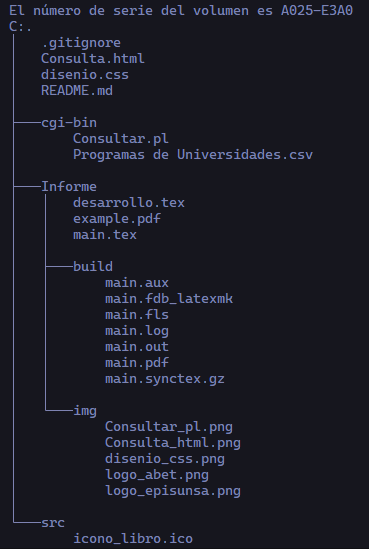 El número de serie del volumen es A025-E3A0
C:.
.gitignore
Consulta.html
disenio.css
README.md
cgi-bin
Consultar.pl
Programas de Universidades.csv
Informe
desarrollo.tex
example.pdf
main.tex
build
main.aux
main.fdb_latexmk
main.fls
main.log
main.out
main.pdf
main.synctex.gz
img
Consultar_pl.png
Consulta_html.png
disenio_css.png
logo_abet.png
logo_episunsa.png
src
icono_libro.ico